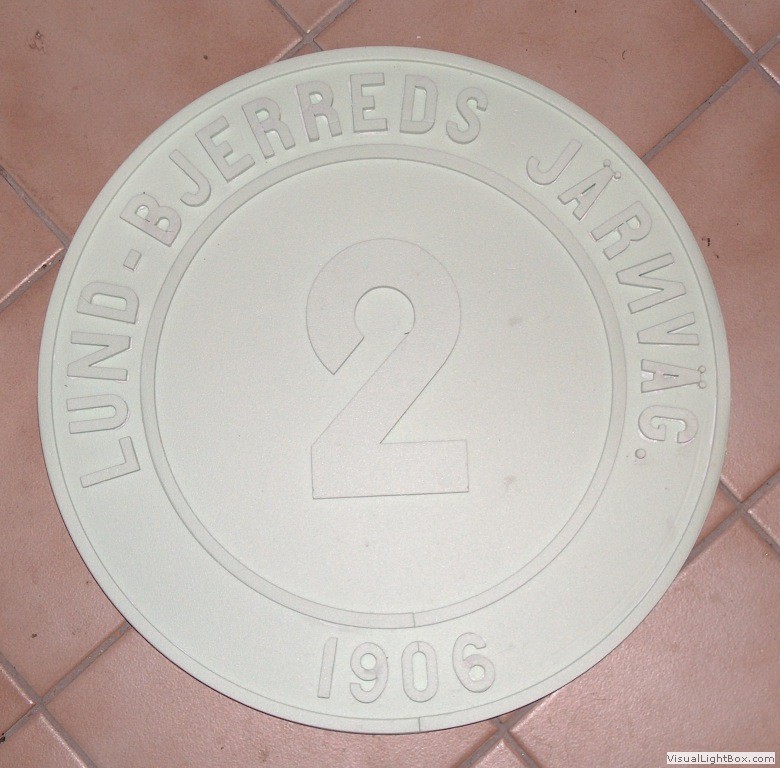 LUND-BJERREDS JÄRNVÄG.
2
1906
VisualLightBox.com